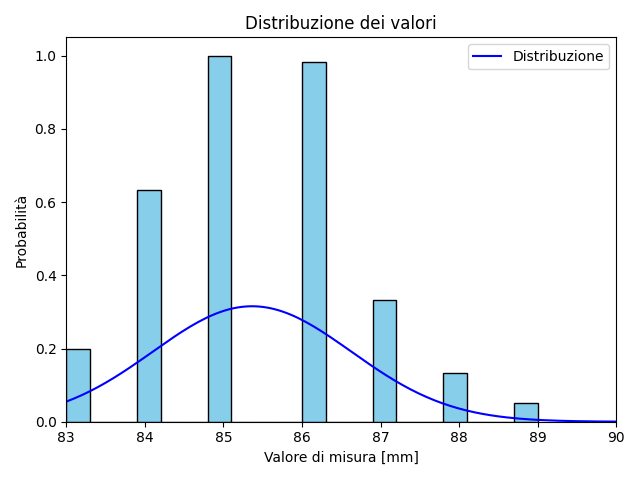 Distribuzione dei valori
Distribuzione
1.0
0.8
0.6
0.4
0.2
0.0
Probabilità
83 84 85 86 87 88 89 90
Valore di misura [mm]